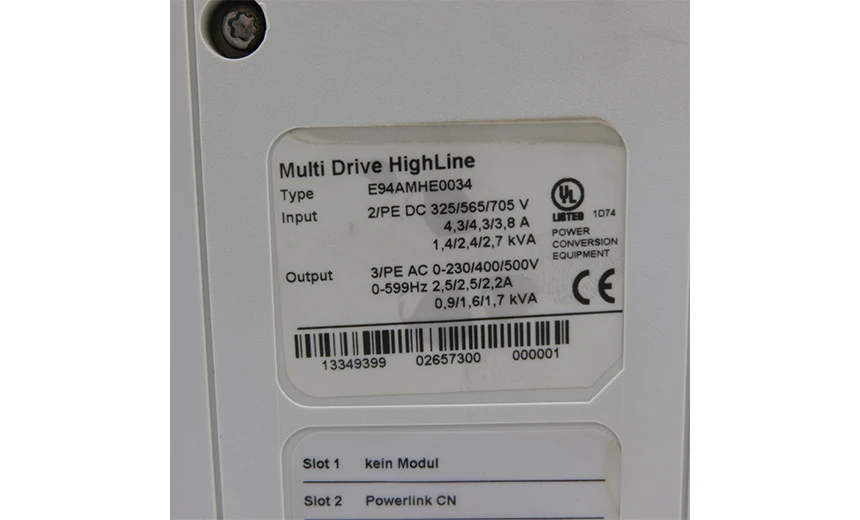 Multi Drive HighLine
Type E94AMHE0034
Input 2/PE DC 325/565/705 V
4,3/4,3/3,8 A
1,4/2,4/2,7 kVA
UL
LISTED 1D74
POWER
CONVERSION
EQUIPMENT
Output 3/PE AC 0-230/400/500V
0-599Hz 2,5/2,5/2,2A
0,9/1,6/1,7 kVA
CE
13349399 02657300 000001
Slot 1 kein Modul
Slot 2 Powerlink CN